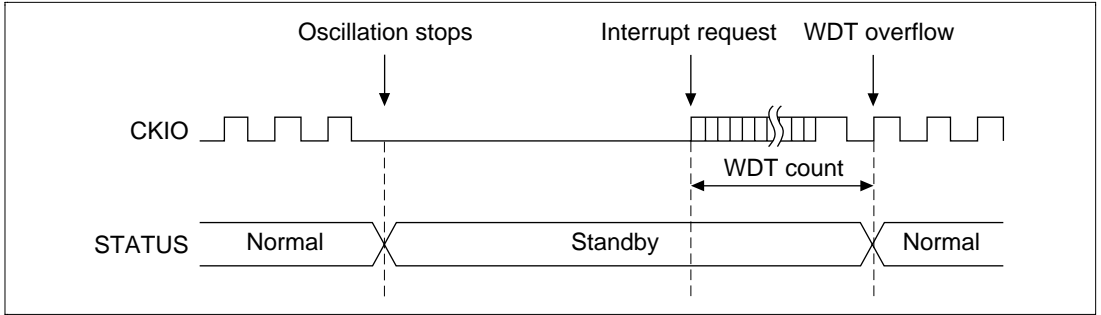 Oscillation stops Interrupt request WDT overflow
CKIO
WDT count
STATUS Normal Standby Normal